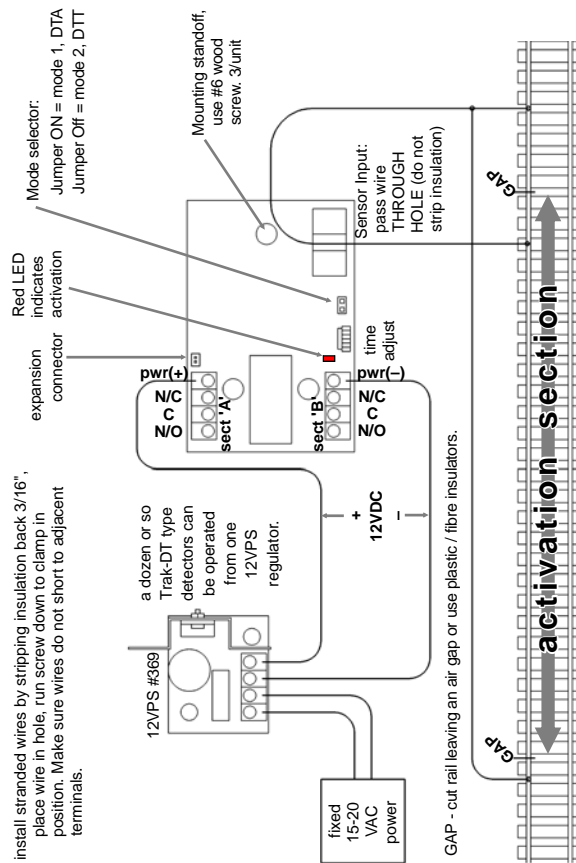 install stranded wires by stripping insulation back 3/16",
place wire in hole, run screw down to clamp in
position. Make sure wires do not short to adjacent
terminals.
expansion
connector
Red LED
indicates
activation
Mode selector:
Jumper ON = mode 1, DTA
Jumper Off = mode 2, DTT
Mounting standoff,
use #6 wood
screw. 3/unit
12VPS #369
a dozen or so
Trak-DT type
detectors can
be operated
from one
12VPS
regulator.
pwr(+)
N/C
C
N/O
sect 'A'
sect 'B'
pwr(–)
N/C
C
N/O
time
adjust
Sensor Input:
pass wire
THROUGH
HOLE (do not
strip insulation)
+
12VDC
–
fixed
15-20
VAC
power
GAP - cut rail leaving an air gap or use plastic / fibre insulators.
GAP
GAP
activation section